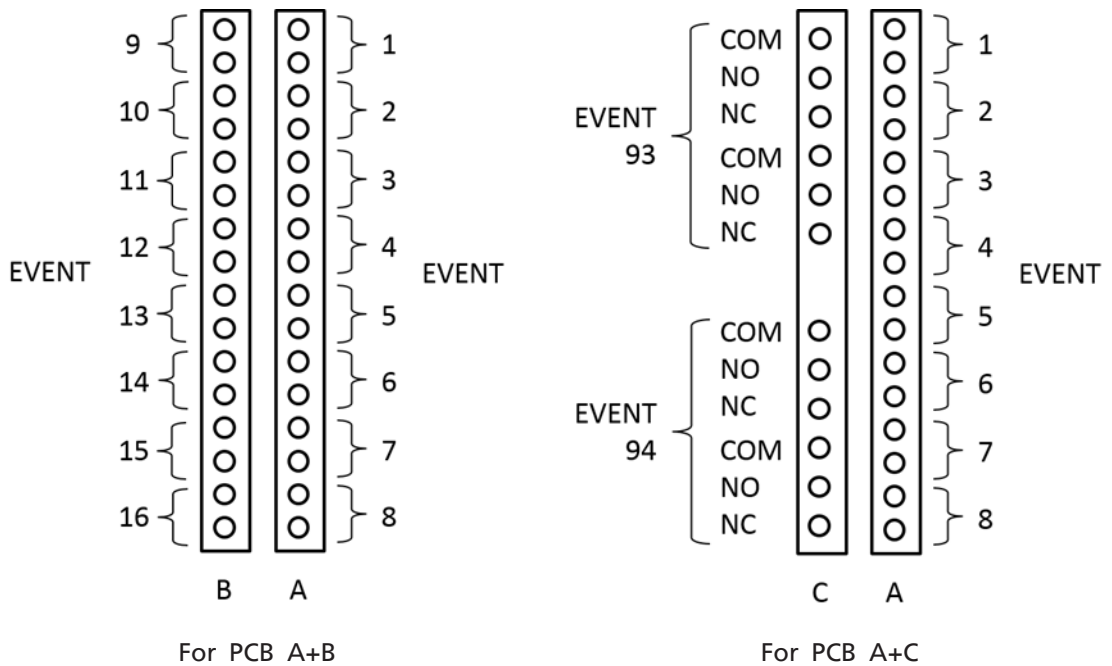 9
10
11
12
13
14
15
16
EVENT
1
2
3
4
5
6
7
8
EVENT
B A
For PCB A+B
EVENT
93
COM
NO
NC
COM
NO
NC
EVENT
94
COM
NO
NC
COM
NO
NC
1
2
3
4
5
6
7
8
EVENT
C A
For PCB A+C